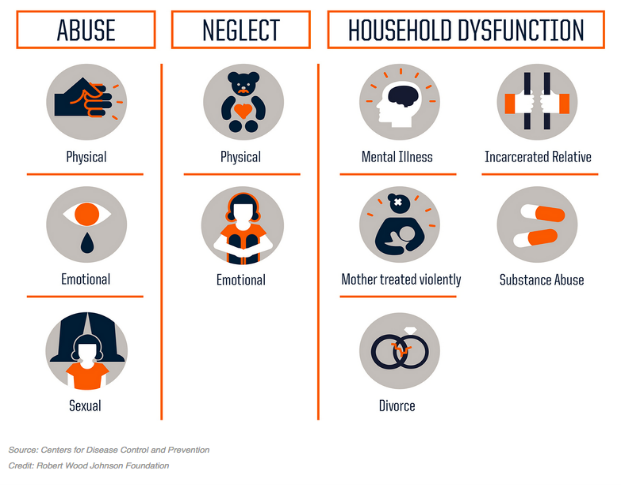 ABUSE
NEGLECT
HOUSEHOLD DYSFUNCTION
Physical
Physical
Mental Illness
Incarcerated Relative
Emotional
Emotional
Mother treated violently
Substance Abuse
Sexual
Divorce
Source: Centers for Disease Control and Prevention
Credit: Robert Wood Johnson Foundation